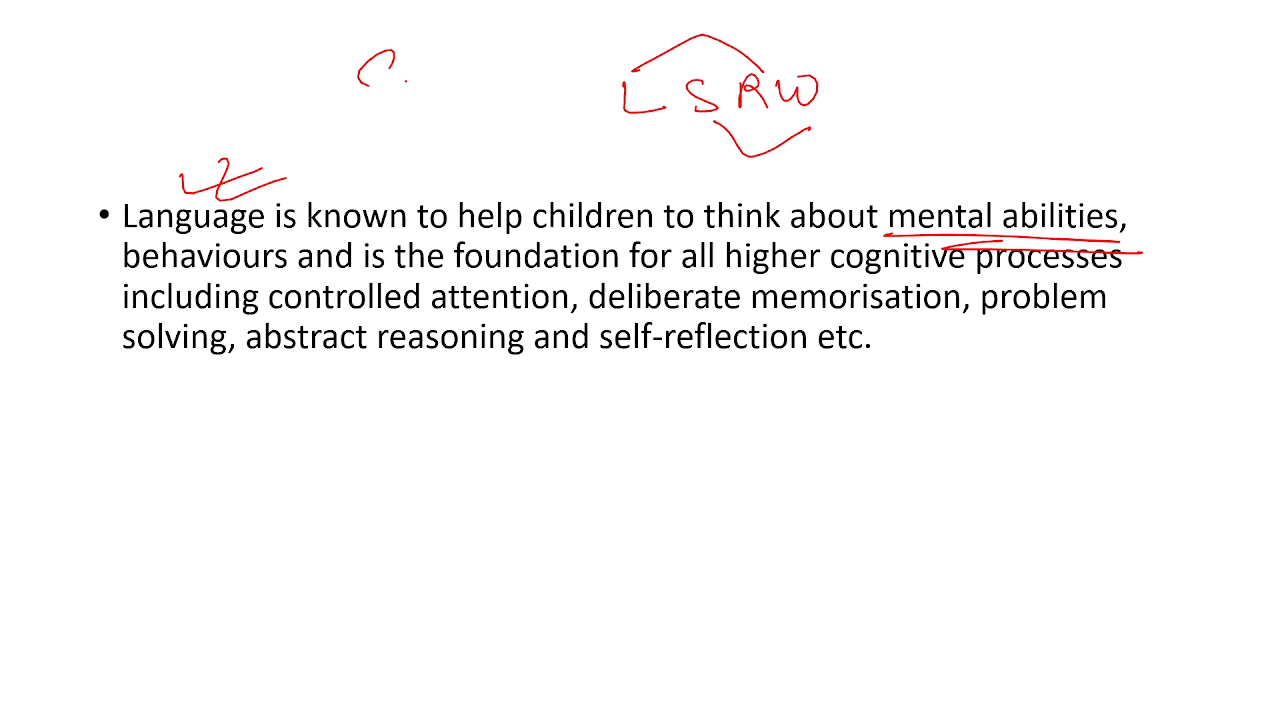 L S R W
• Language is known to help children to think about mental abilities,
behaviours and is the foundation for all higher cognitive processes
including controlled attention, deliberate memorisation, problem
solving, abstract reasoning and self-reflection etc.